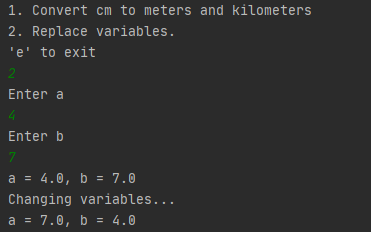 1. Convert cm to meters and kilometers
2. Replace variables.
'e' to exit
2
Enter a
4
Enter b
7
a = 4.0, b = 7.0
Changing variables...
a = 7.0, b = 4.0